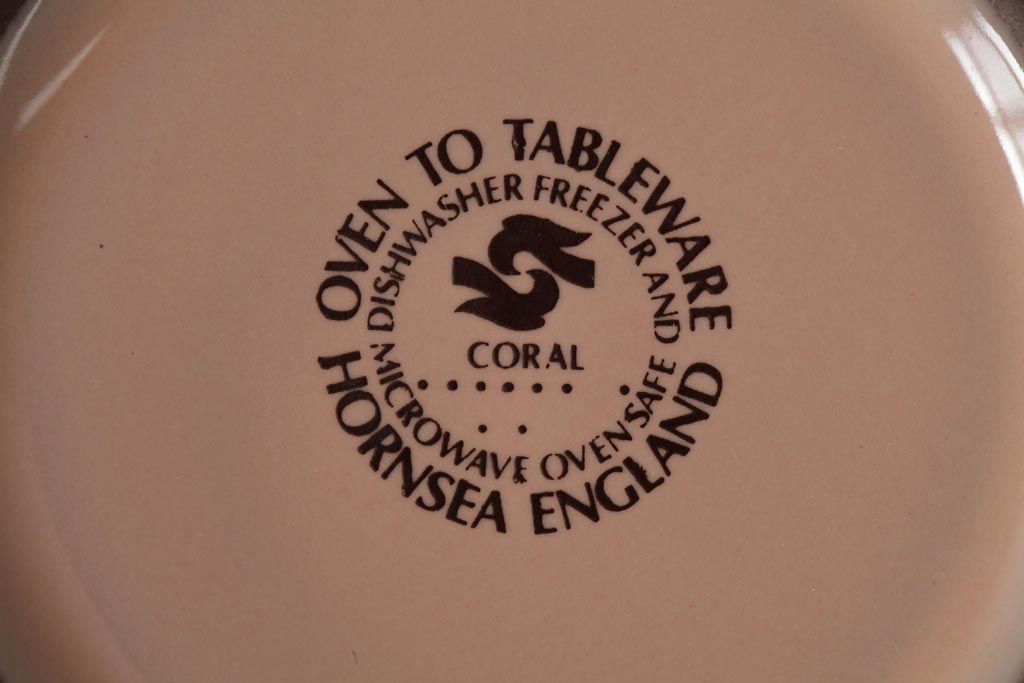 OVEN TO TABLEWARE
DISHWASHER FREEZER AND
CORAL
MICROWAVE OVEN SAFE
HORNSEA ENGLAND